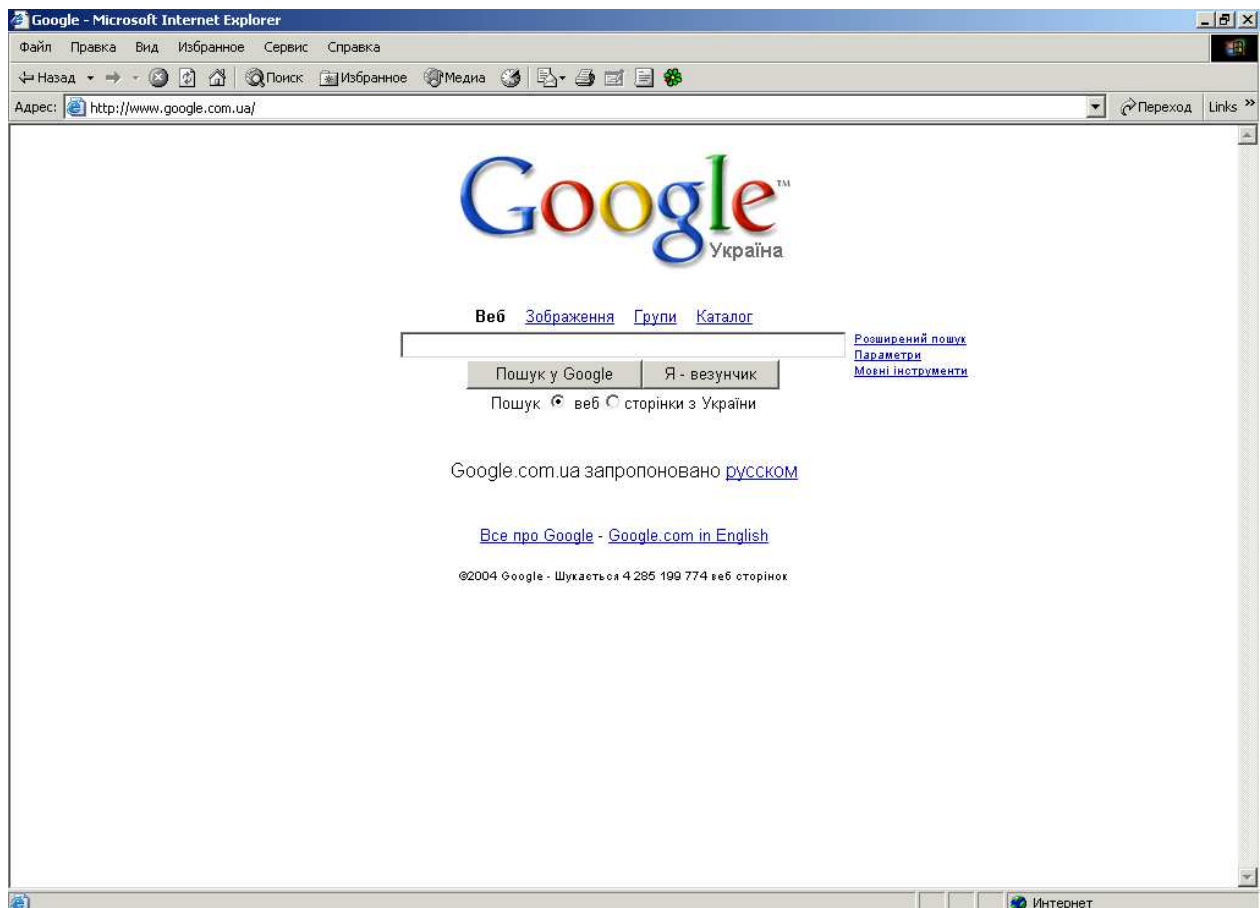 Google - Microsoft Internet Explorer
Файл Правка Вид Избранное Сервис Справка
Назад Поиск Избранное Медиа
Адрес: http://www.google.com.ua/ Переход Links »
Google™
Україна
Веб Зображення Групи Каталог
Розширений пошук
Параметри
Мовні інструменти
Пошук у Google Я - везунчик
Пошук веб сторінки з України
Google.com.ua запропоновано русском
Все про Google - Google.com in English
©2004 Google - Шукається 4 285 199 774 веб сторінок
Интернет